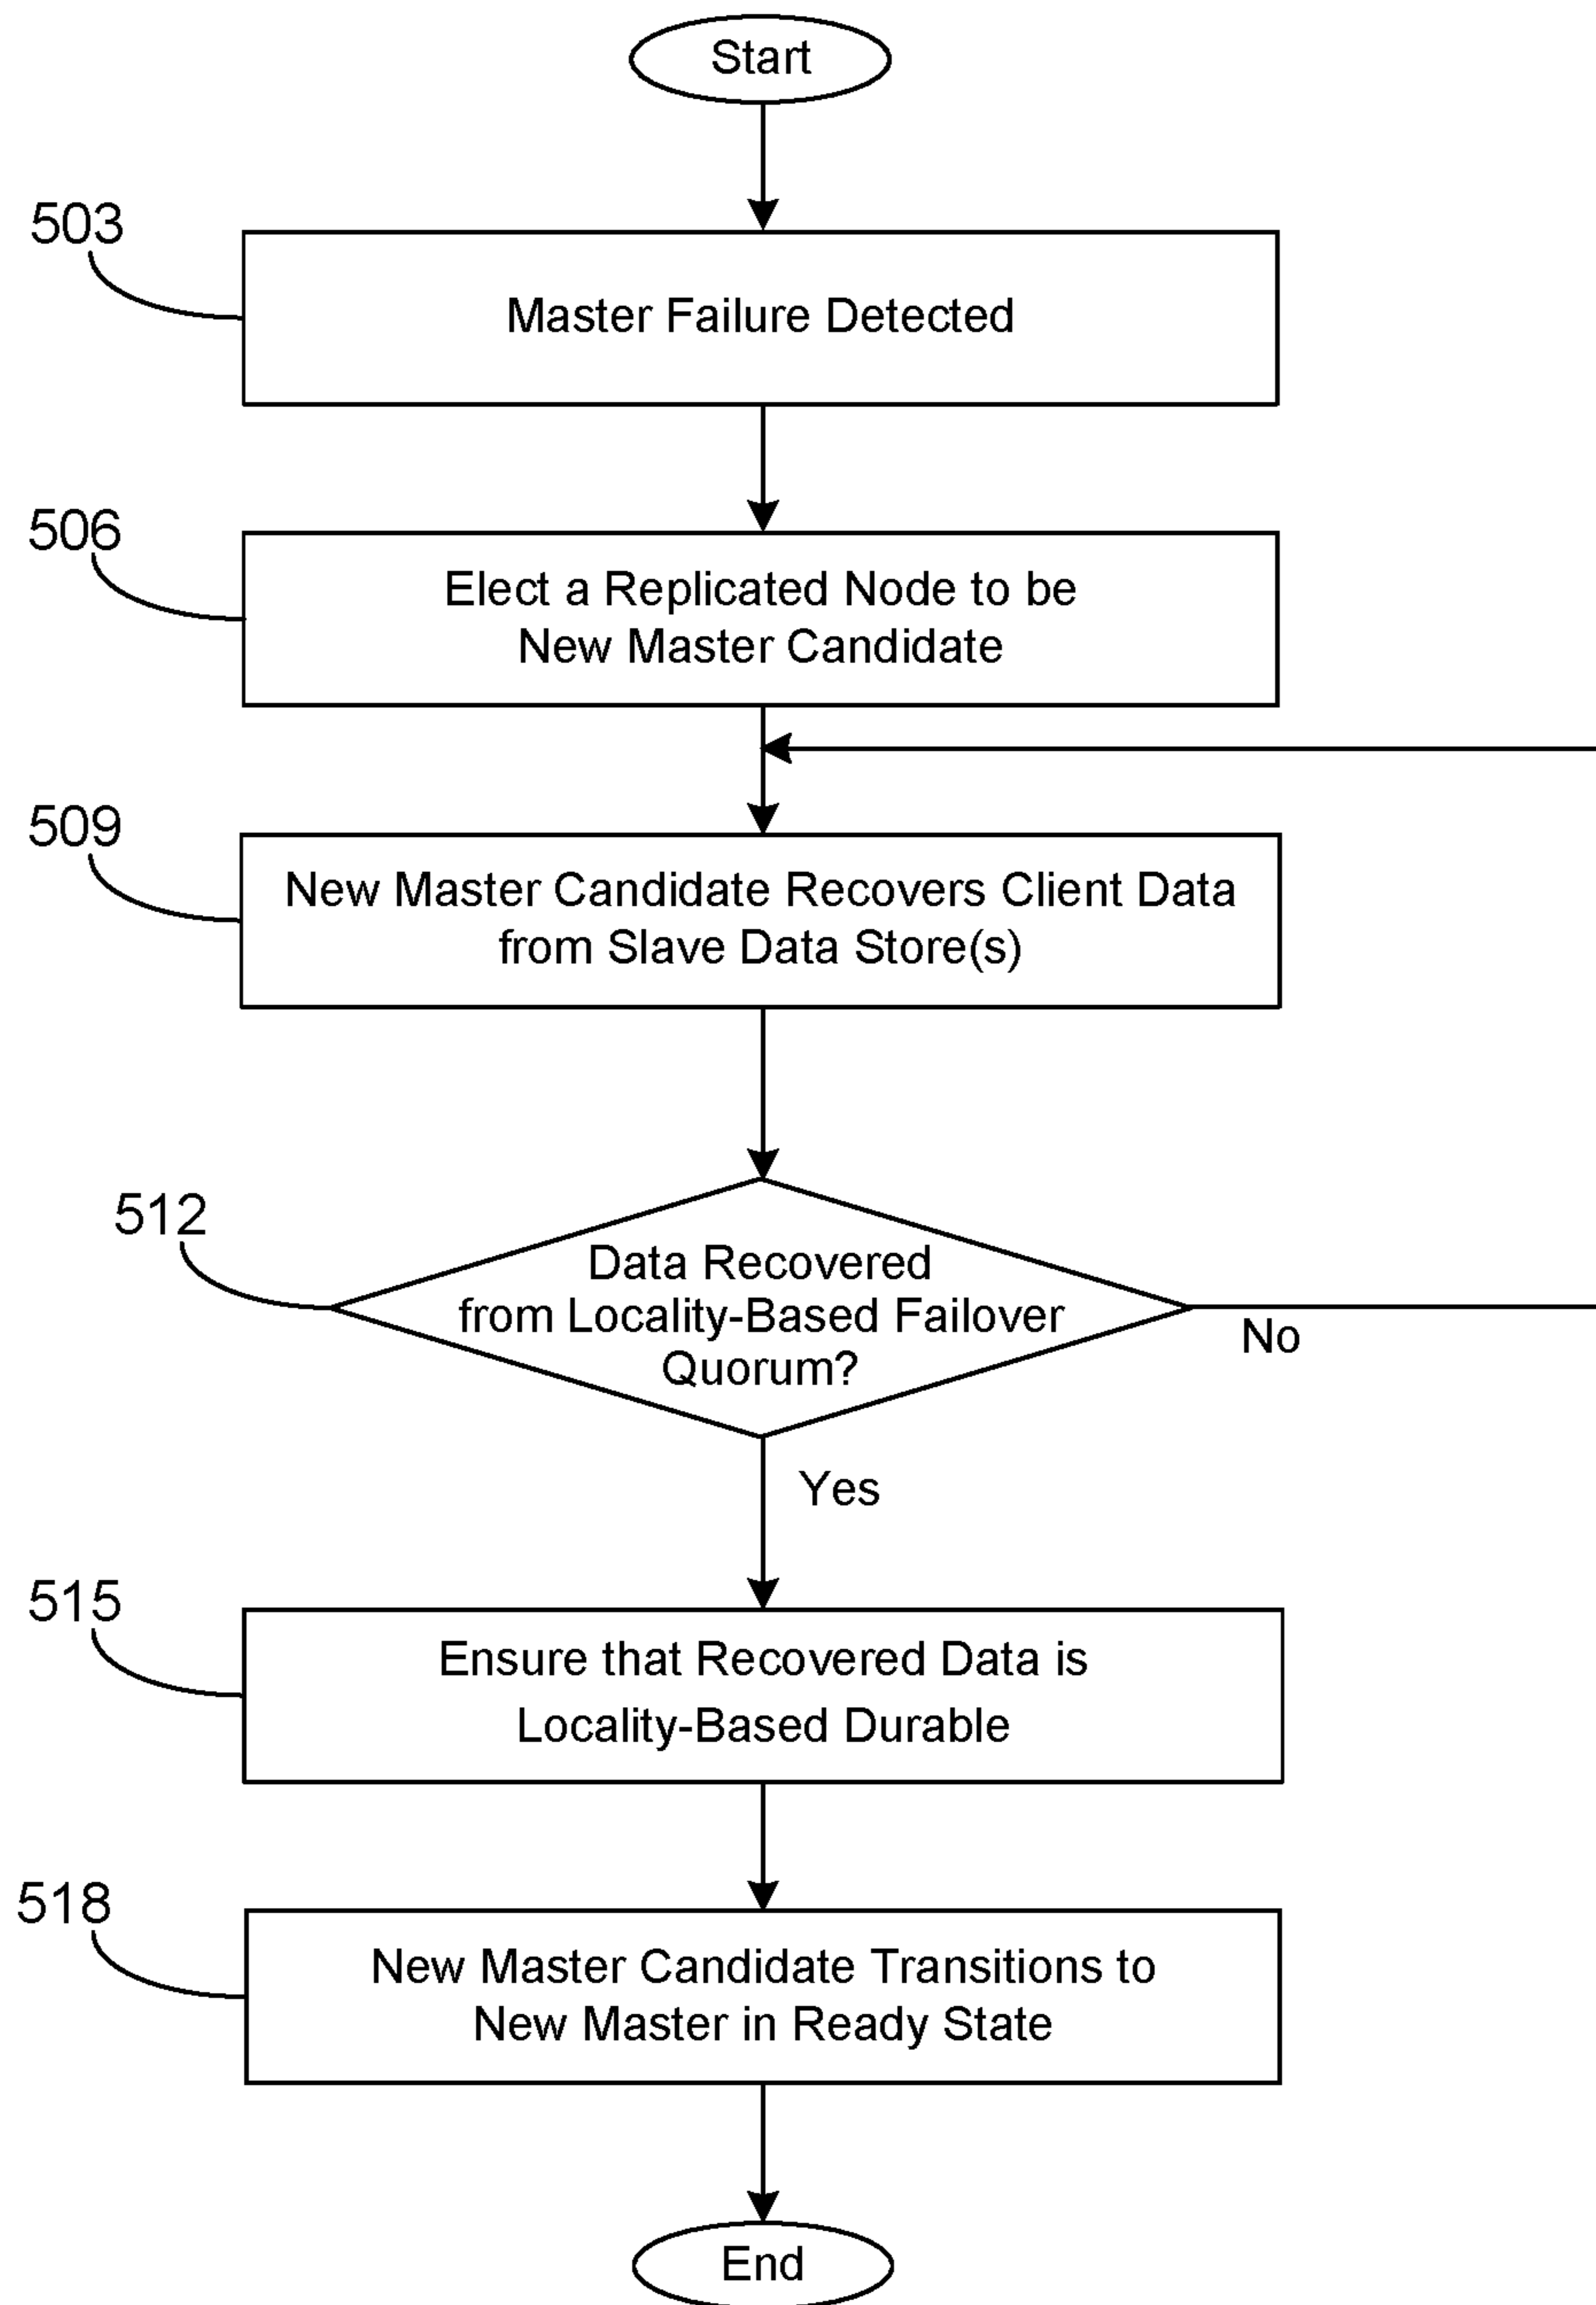 Start
503
Master Failure Detected
506
Elect a Replicated Node to be
New Master Candidate
509
New Master Candidate Recovers Client Data
from Slave Data Store(s)
512
Data Recovered
from Locality-Based Failover
Quorum?
No
Yes
515
Ensure that Recovered Data is
Locality-Based Durable
518
New Master Candidate Transitions to
New Master in Ready State
End